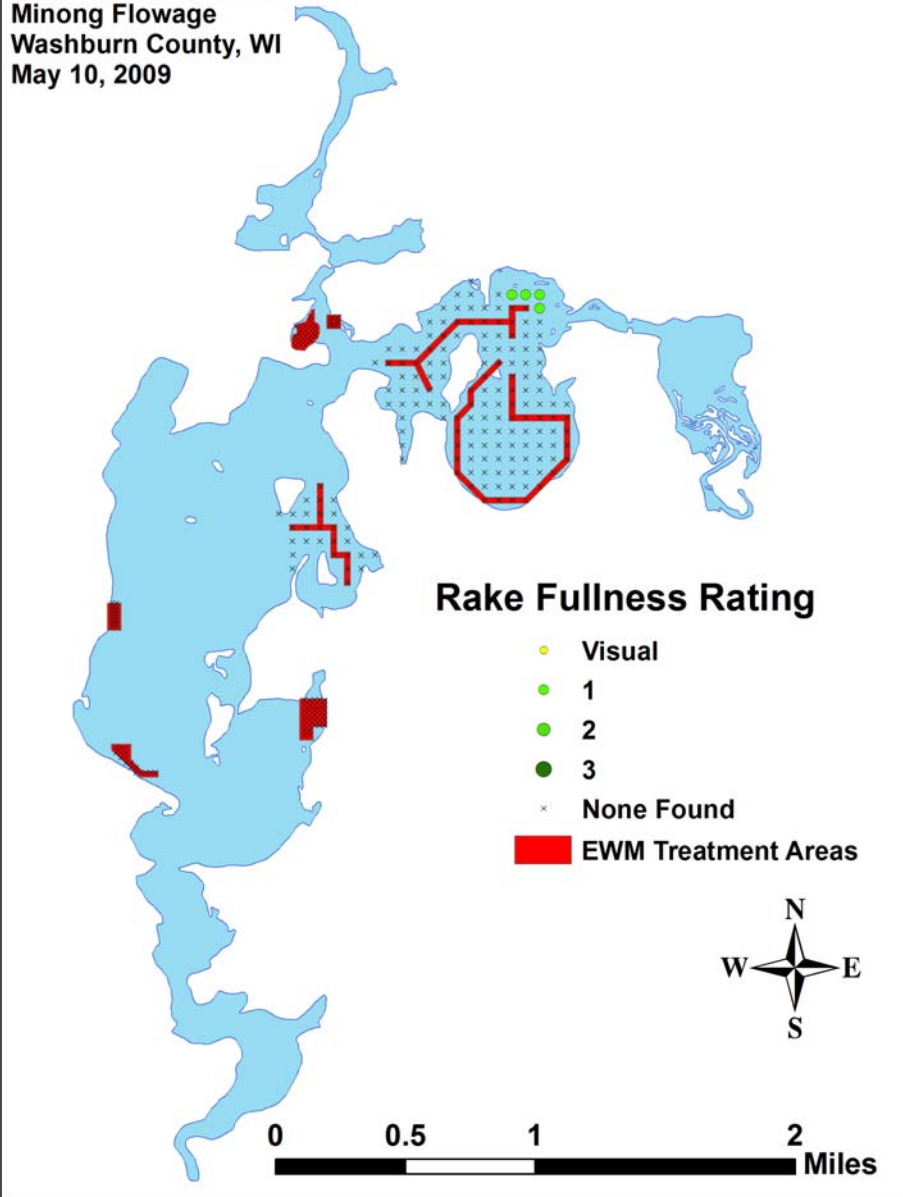 Minong Flowage
Washburn County, WI
May 10, 2009
Rake Fullness Rating
Visual
1
2
3
None Found
EWM Treatment Areas
N
W E
S
0 0.5 1 2
Miles